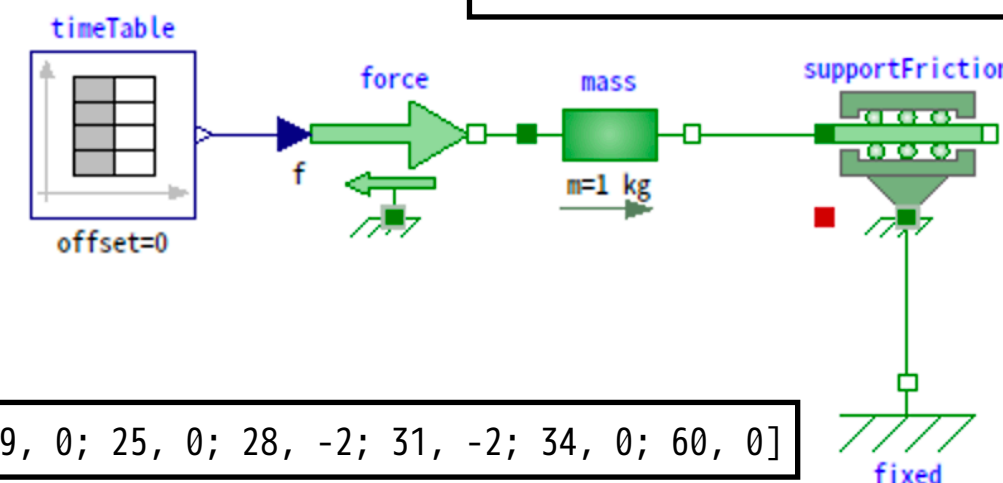 timeTable
force
mass
supportFriction
f
m=1 kg
offset=0
9, 0; 25, 0; 28, -2; 31, -2; 34, 0; 60, 0]
fixed